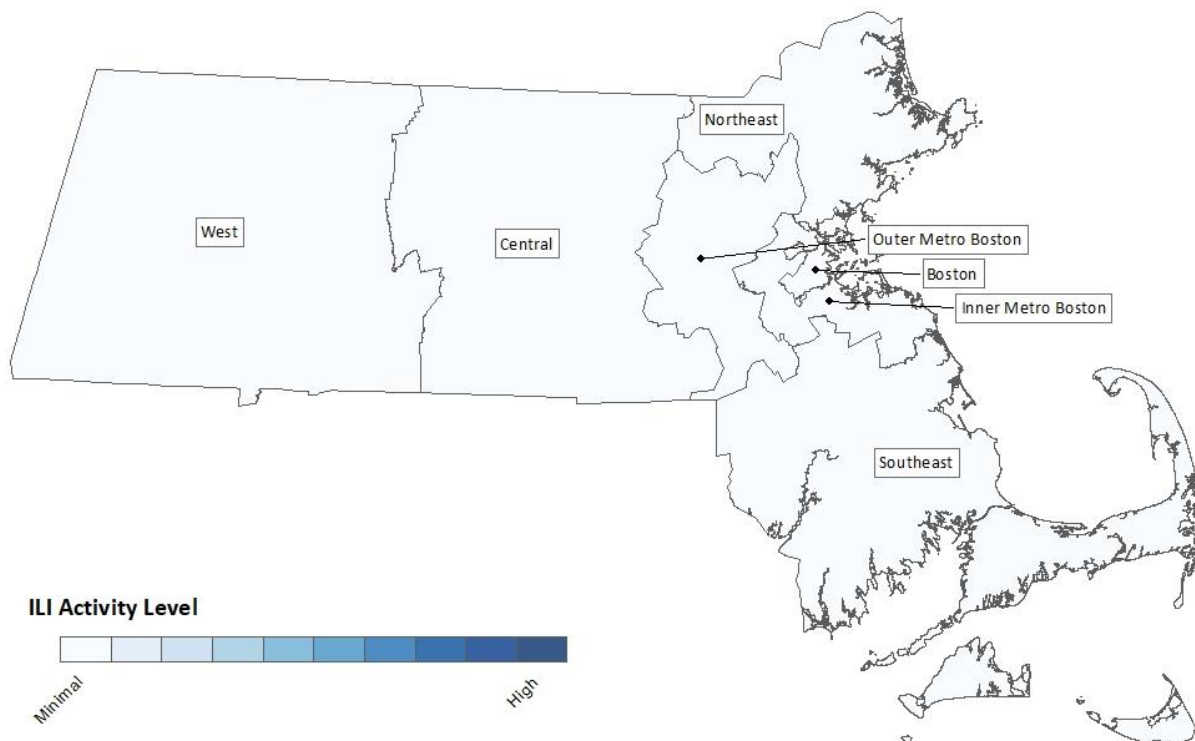 Northeast
West
Central
Outer Metro Boston
Boston
Inner Metro Boston
Southeast
ILI Activity Level
Minimal
High